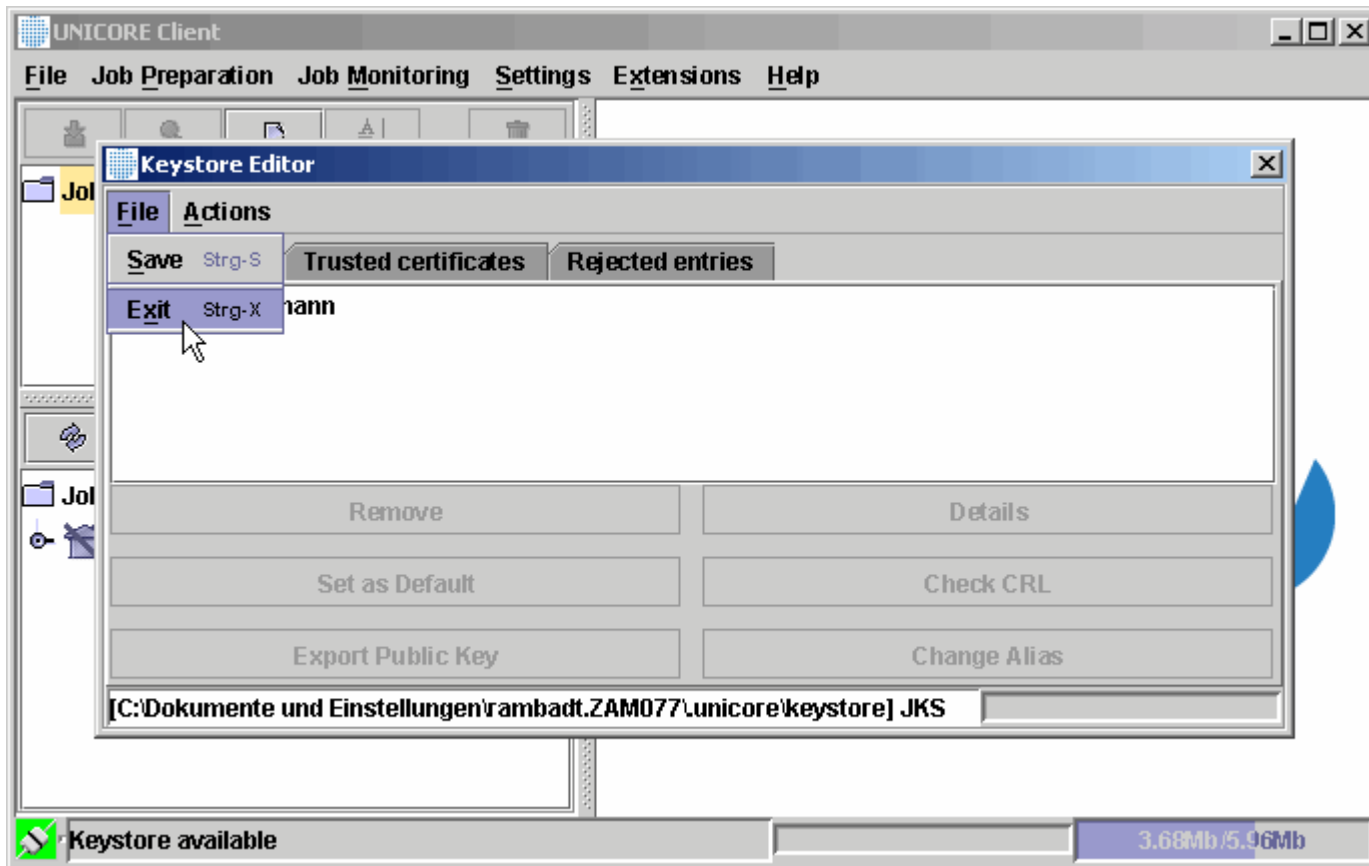 UNICORE Client
File Job Preparation Job Monitoring Settings Extensions Help
Keystore Editor
File Actions
Save Strg-S
Trusted certificates Rejected entries
Exit Strg-X
Remove Details
Set as Default Check CRL
Export Public Key Change Alias
[C:\Dokumente und Einstellungen\rambadt.ZAM077\.unicore\keystore] JKS
Keystore available
3.68Mb/5.96Mb